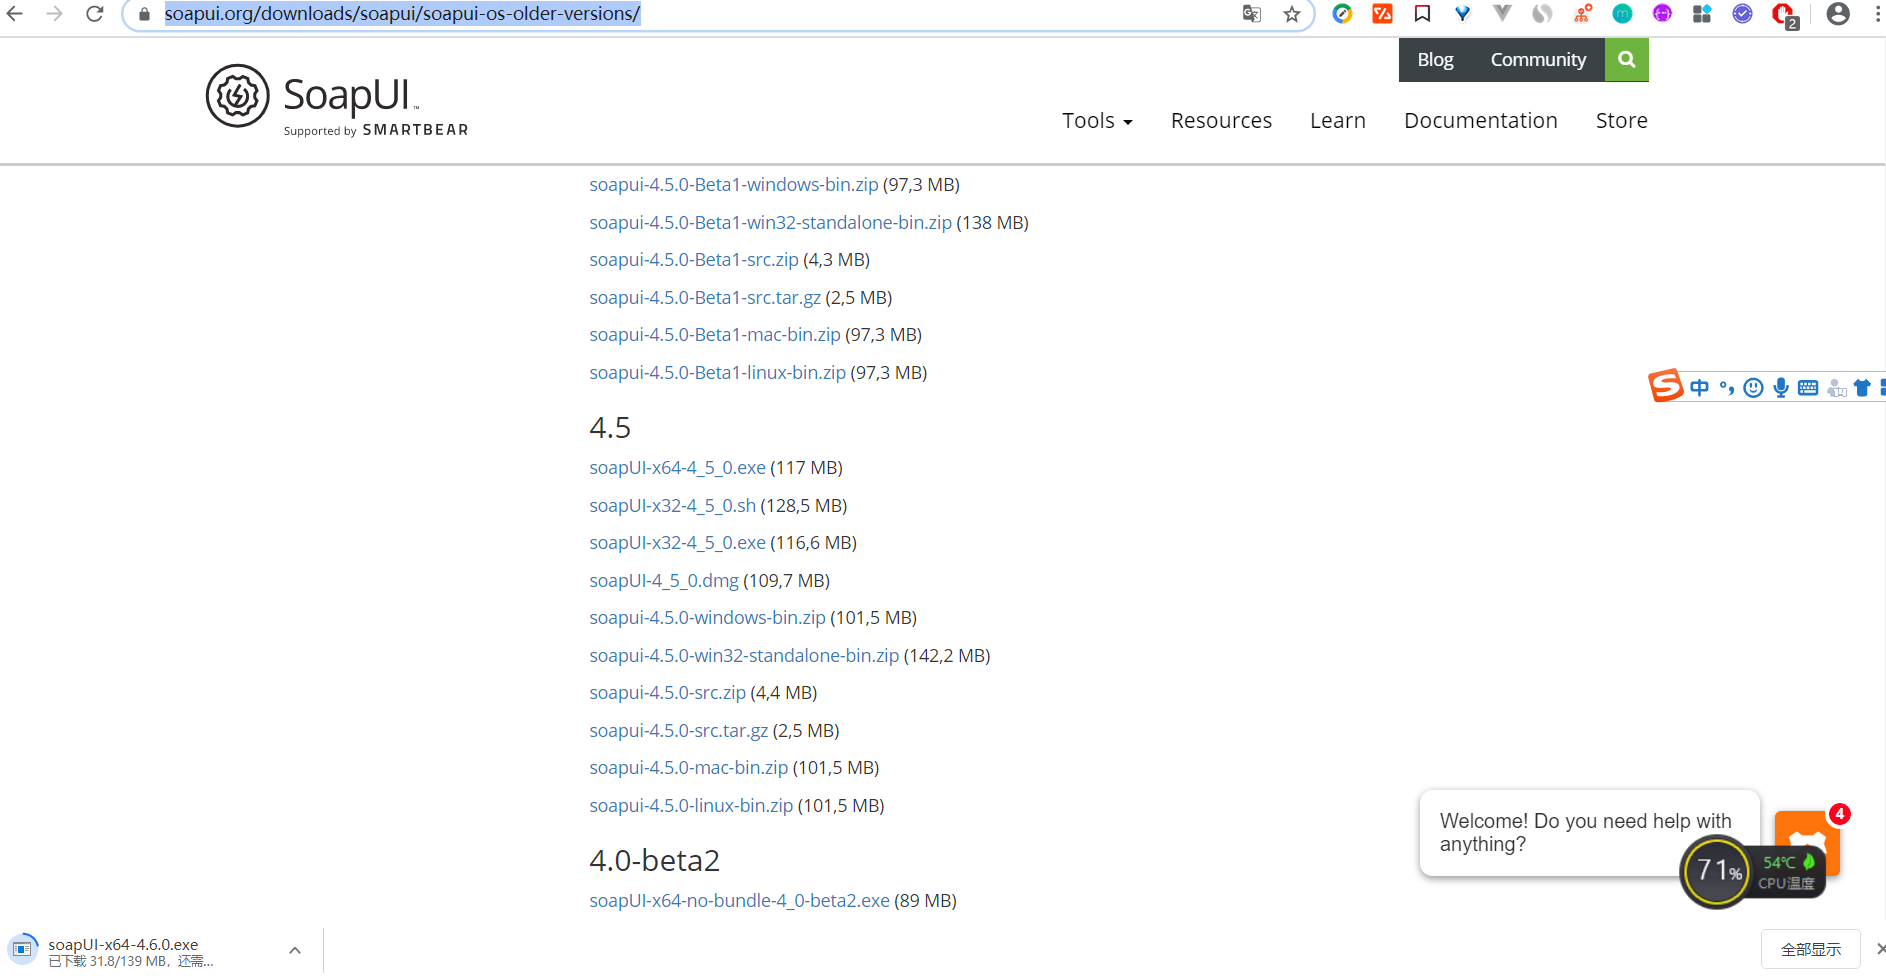 soapui.org/downloads/soapui/soapui-os-older-versions/
2
Blog Community
SoapUI™
Supported by SMARTBEAR
Tools Resources Learn Documentation Store
soapui-4.5.0-Beta1-windows-bin.zip (97,3 MB)
soapui-4.5.0-Beta1-win32-standalone-bin.zip (138 MB)
soapui-4.5.0-Beta1-src.zip (4,3 MB)
soapui-4.5.0-Beta1-src.tar.gz (2,5 MB)
soapui-4.5.0-Beta1-mac-bin.zip (97,3 MB)
soapui-4.5.0-Beta1-linux-bin.zip (97,3 MB)
中
4.5
soapUI-x64-4_5_0.exe (117 MB)
soapUI-x32-4_5_0.sh (128,5 MB)
soapUI-x32-4_5_0.exe (116,6 MB)
soapUI-4_5_0.dmg (109,7 MB)
soapui-4.5.0-windows-bin.zip (101,5 MB)
soapui-4.5.0-win32-standalone-bin.zip (142,2 MB)
soapui-4.5.0-src.zip (4,4 MB)
soapui-4.5.0-src.tar.gz (2,5 MB)
soapui-4.5.0-mac-bin.zip (101,5 MB)
soapui-4.5.0-linux-bin.zip (101,5 MB)
4
Welcome! Do you need help with
anything?
71%
54℃
CPU温度
4.0-beta2
soapUI-x64-no-bundle-4_0-beta2.exe (89 MB)
soapUI-x64-4.6.0.exe
已下载 31.8/139 MB，还需...
全部显示